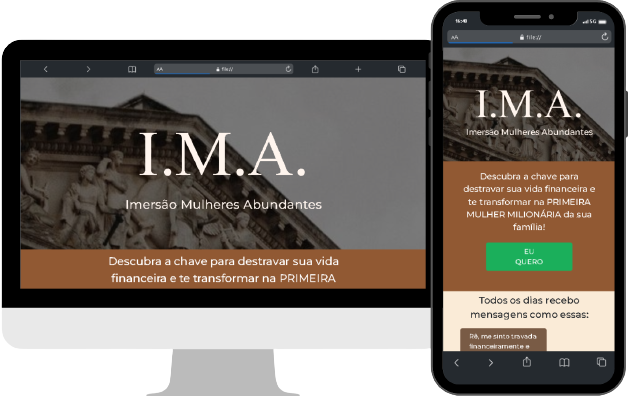 AA
file://
I.M.A.
Imersão Mulheres Abundantes
Descubra a chave para destravar sua vida
financeira e te transformar na PRIMEIRA
15:41
5G
AA
file://
I.M.A.
Imersão Mulheres Abundantes
Descubra a chave para
destravar sua vida financeira e
te transformar na PRIMEIRA
MULHER MILIONÁRIA da sua
família!
EU
QUERO
Todos os dias recebo
mensagens como essas:
Rê, me sinto travada
financeiramente e